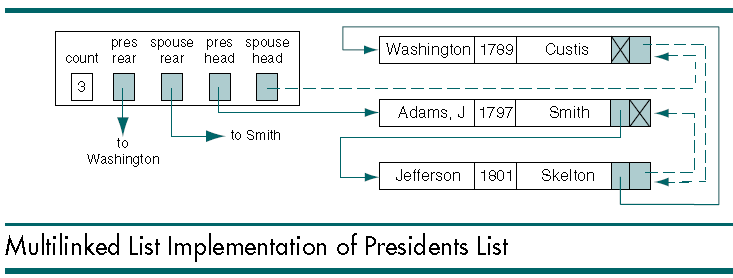 pres spouse pres spouse
count rear rear head head
3
to
Washington
to Smith
Washington 1789 Custis
Adams, J 1797 Smith
Jefferson 1801 Skelton
Multilinked List Implementation of Presidents List